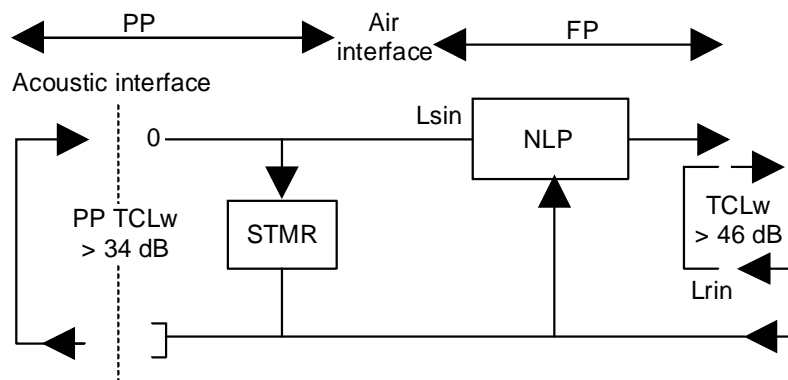 PP
Air
interface
FP
Acoustic interface
0
Lsin
NLP
PP TCLw
> 34 dB
STMR
TCLw
> 46 dB
Lrin